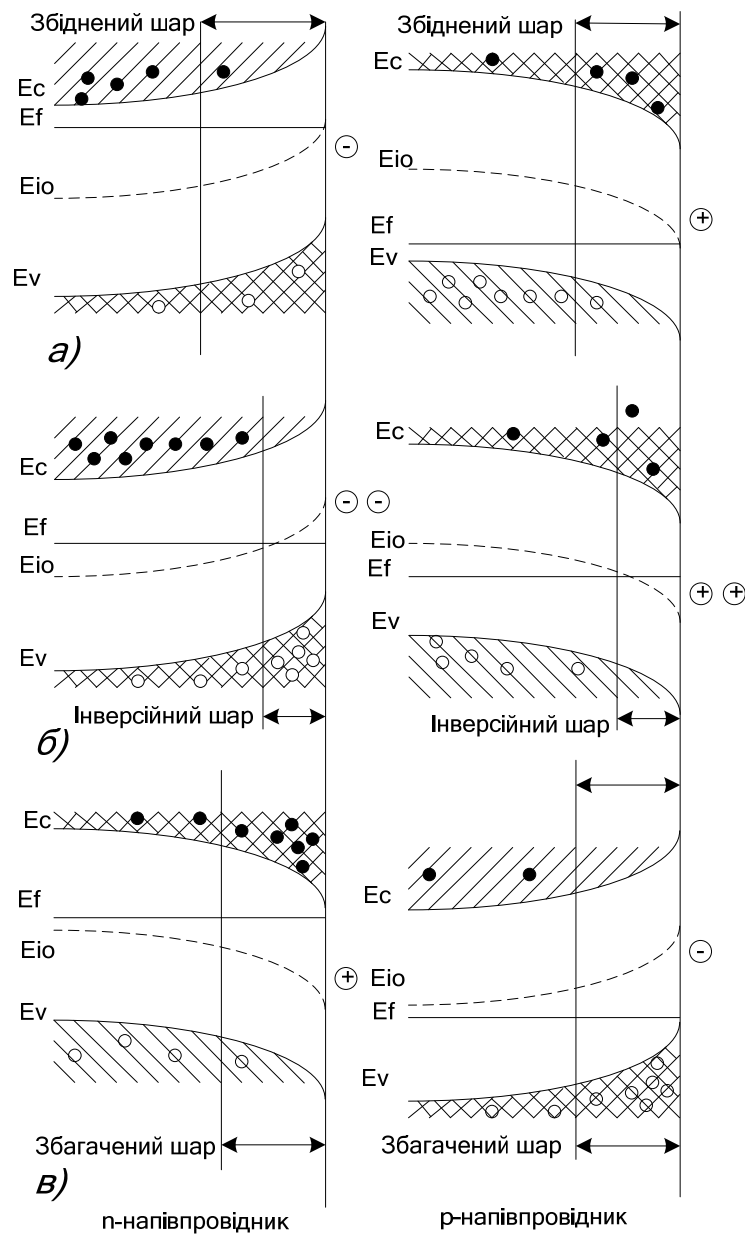 Збіднений шар
Ec
Ef
Eio
Ev
-
Збіднений шар
Ec
Eio
Ef
Ev
+
а)
Ec
Ef
Eio
Ev
- -
Інверсійний шар
Ec
Eio
Ef
Ev
+ +
Інверсійний шар
б)
Ec
Ef
Eio
Ev
+
Збагачений шар
Ec
Eio
Ef
Ev
-
Збагачений шар
в)
n-напівпровідник
p-напівпровідник